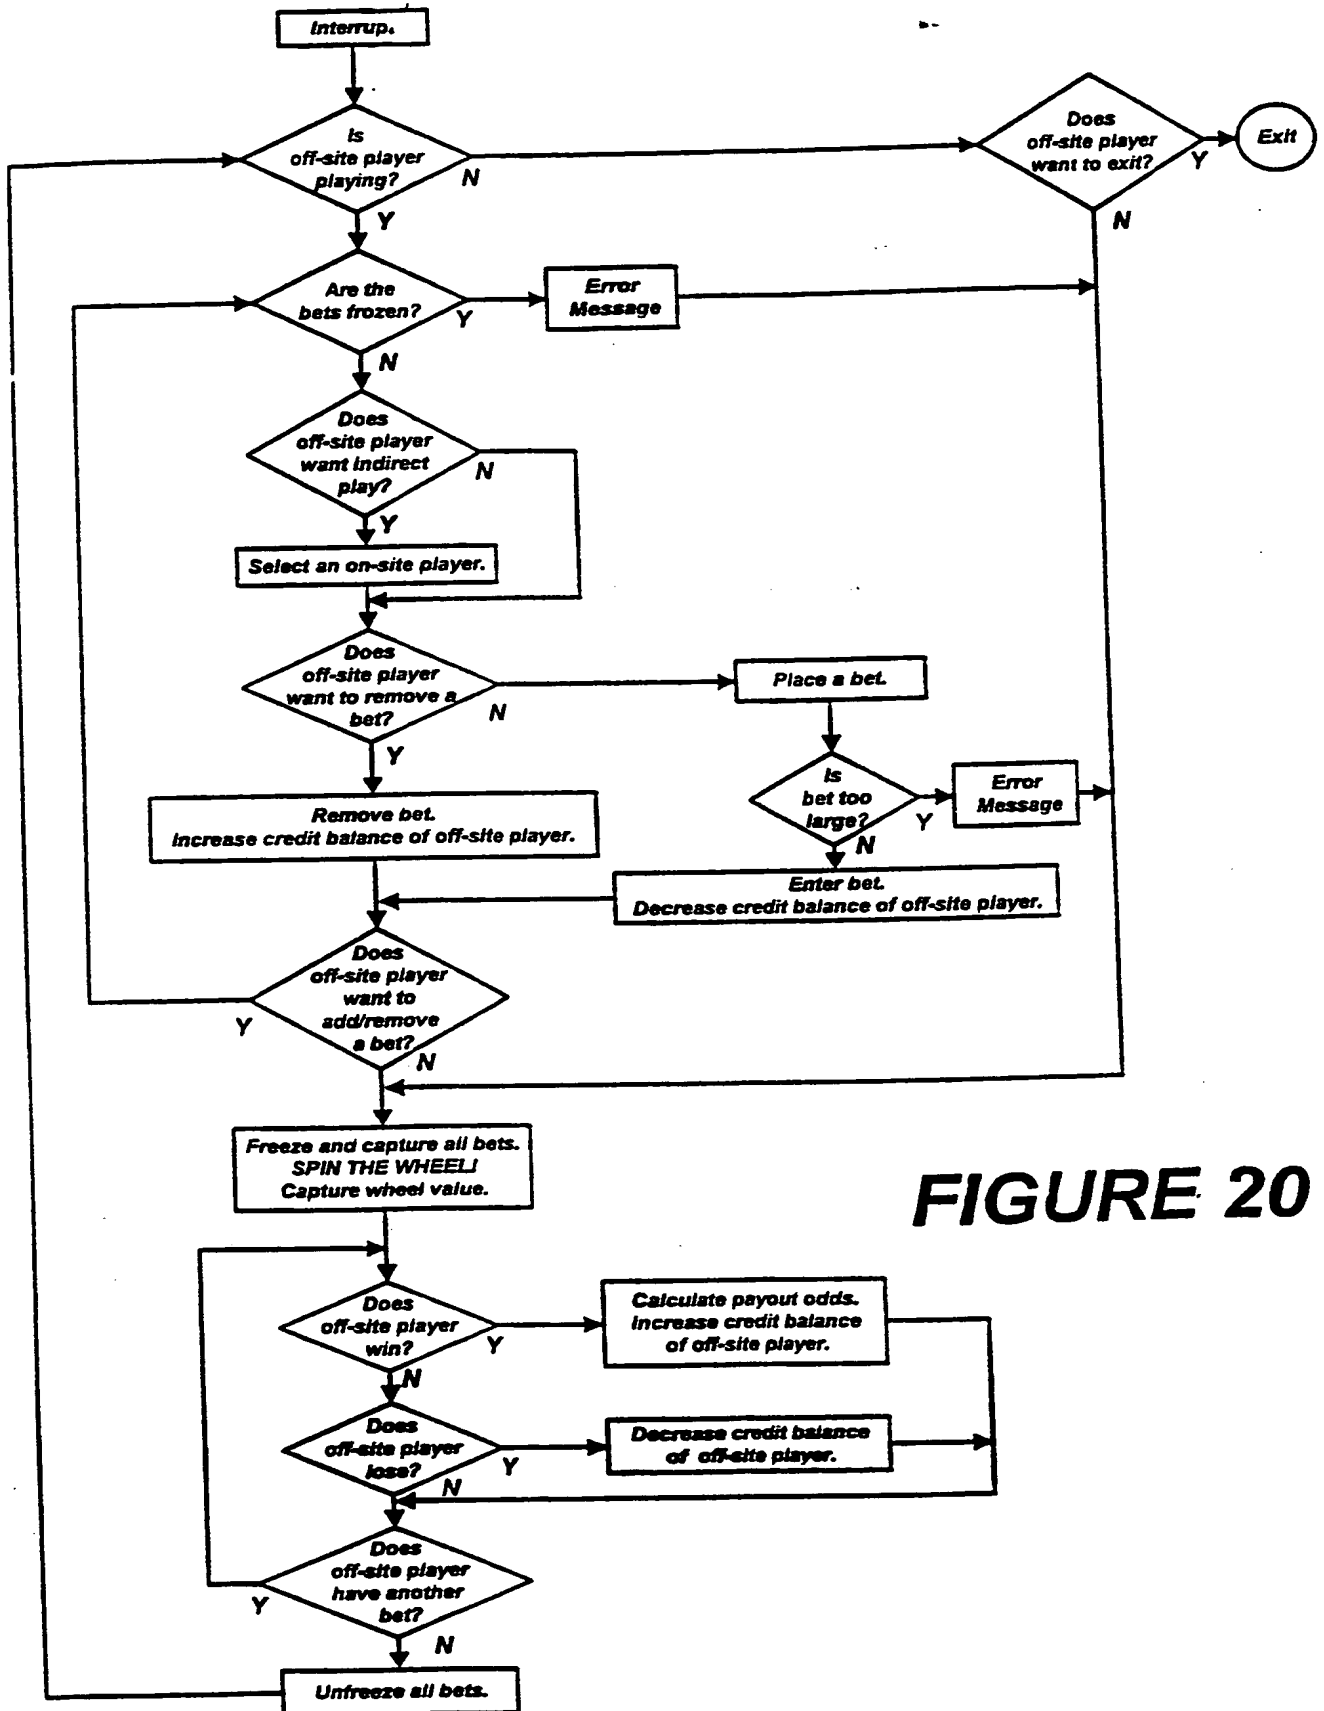 Interrup.
Is
off-site player
playing?
N
Y
Does
off-site player
want to exit?
Y
N
Exit
Are the
bets frozen?
Y
N
Error
Message
Does
off-site player
want indirect
play?
N
Y
Select an on-site player.
Does
off-site player
want to remove a
bet?
N
Y
Place a bet.
Is
bet too
large?
Y
N
Error
Message
Remove bet.
Increase credit balance of off-site player.
Enter bet.
Decrease credit balance of off-site player.
Does
off-site player
want to
add/remove
a bet?
Y
N
Freeze and capture all bets.
SPIN THE WHEEL!
Capture wheel value.
FIGURE 20
Does
off-site player
win?
Y
N
Calculate payout odds.
Increase credit balance
of off-site player.
Does
off-site player
lose?
Y
N
Decrease credit balance
of off-site player.
Does
off-site player
have another
bet?
Y
N
Unfreeze all bets.